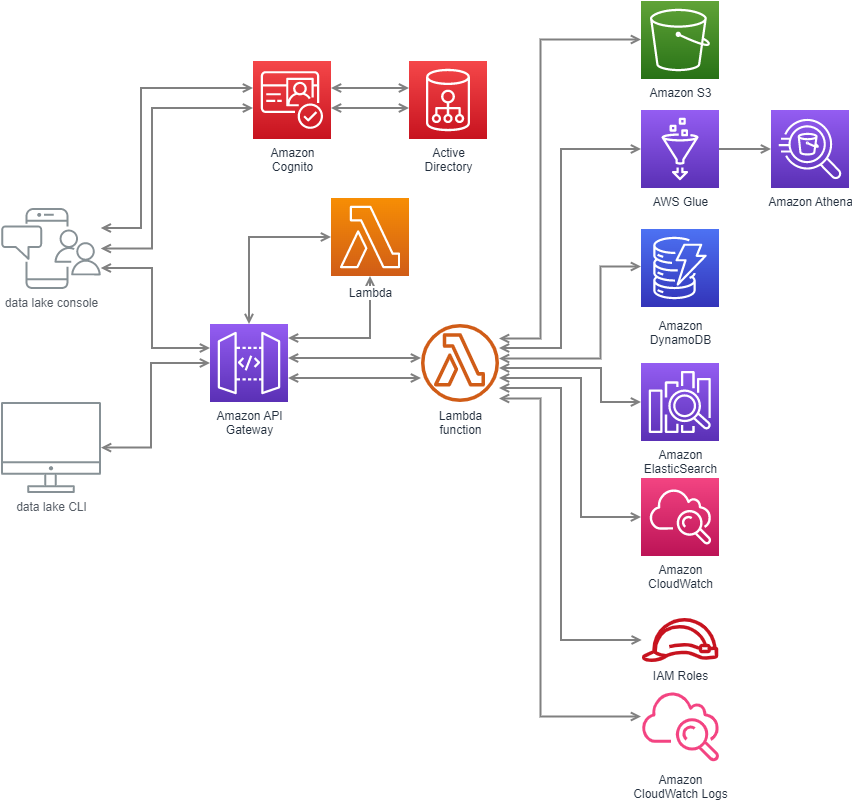 Amazon S3
Amazon
Cognito
Active
Directory
AWS Glue
Amazon Athena
data lake console
Lambda
Amazon
DynamoDB
Amazon API
Gateway
Lambda
function
Amazon
ElasticSearch
data lake CLI
Amazon
CloudWatch
IAM Roles
Amazon
CloudWatch Logs